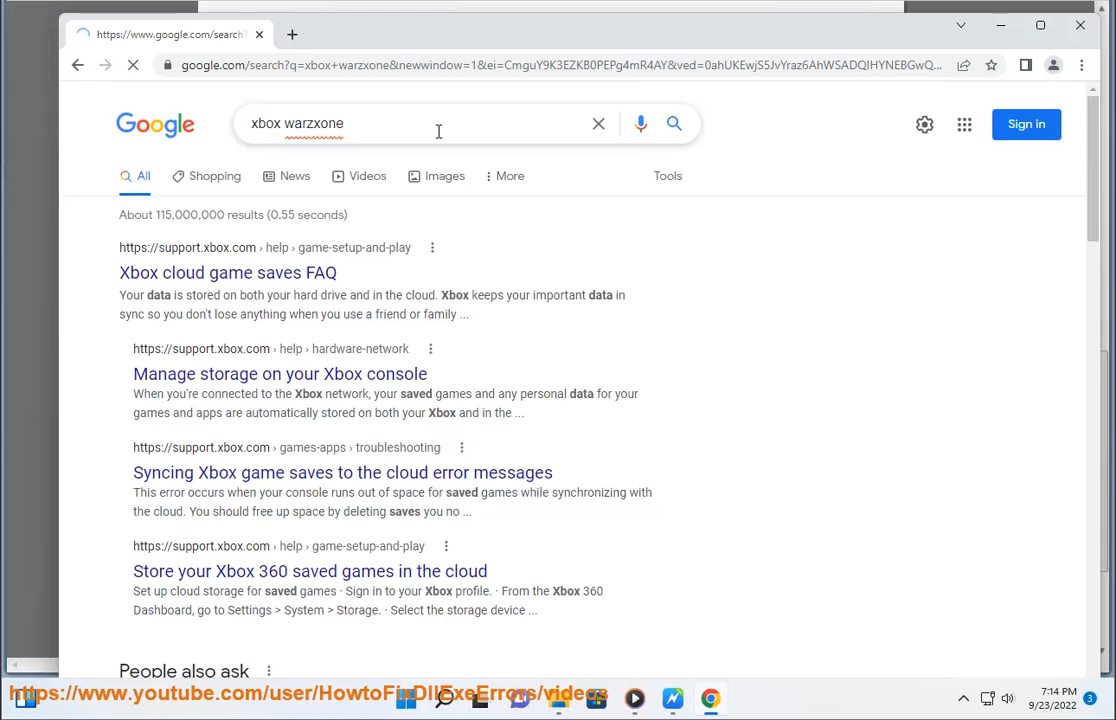 https://www.google.com/search?
google.com/search?q=xbox+warzxone&newwindow=1&ei=CmguY9K3EZKB0PEPg4mR4AY&ved=0ahUKEwjS5JvYraz6AhWSADQIHYNEBGwQ...
Google
xbox warzxone
Sign in
All
Shopping
News
Videos
Images
More
Tools
About 115,000,000 results (0.55 seconds)
https://support.xbox.com › help › game-setup-and-play
Xbox cloud game saves FAQ
Your data is stored on both your hard drive and in the cloud. Xbox keeps your important data in
sync so you don't lose anything when you use a friend or family ...
https://support.xbox.com › help › hardware-network
Manage storage on your Xbox console
When you're connected to the Xbox network, your saved games and any personal data for your
games and apps are automatically stored on both your Xbox and in the ...
https://support.xbox.com › games-apps › troubleshooting
Syncing Xbox game saves to the cloud error messages
This error occurs when your console runs out of space for saved games while synchronizing with
the cloud. You should free up space by deleting saves you no ...
https://support.xbox.com › help › game-setup-and-play
Store your Xbox 360 saved games in the cloud
Set up cloud storage for saved games · Sign in to your Xbox profile. · From the Xbox 360
Dashboard, go to Settings > System > Storage. · Select the storage device ...
People also ask
https://www.youtube.com/user/HowtoFixDllExeErrors/videos
7:14 PM
9/23/2022
3